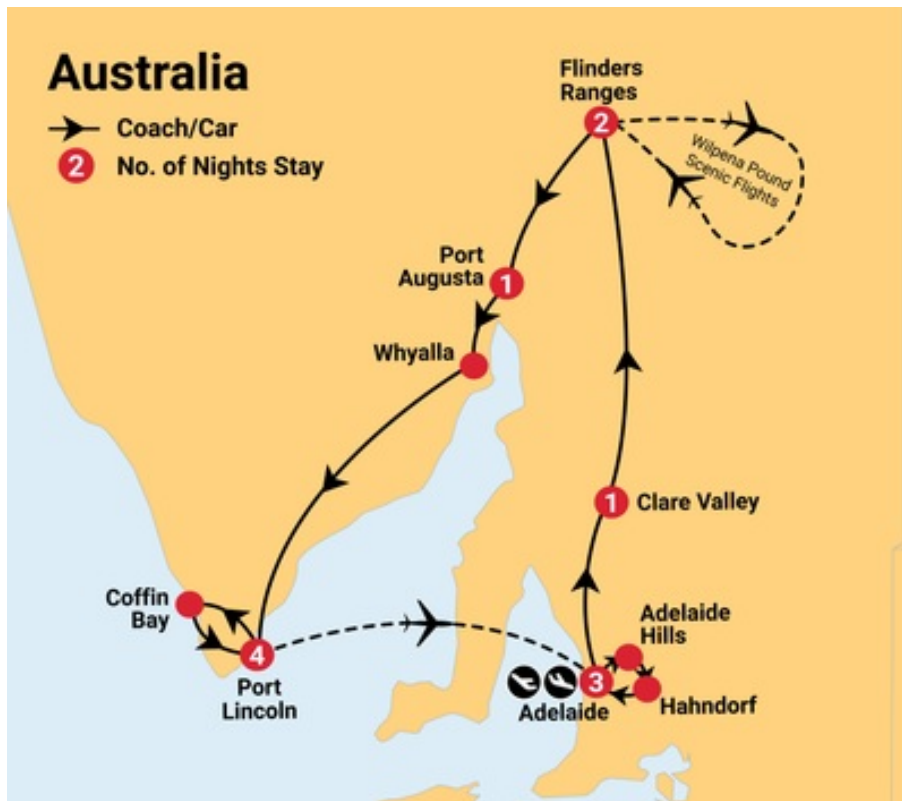 Australia
Coach/Car
2 No. of Nights Stay
Flinders
Ranges
2
Wilpena Pound
Scenic Flights
Port
Augusta
1
Whyalla
1
Clare Valley
Coffin
Bay
4
Port
Lincoln
Adelaide
Hills
3
Adelaide
Hahndorf